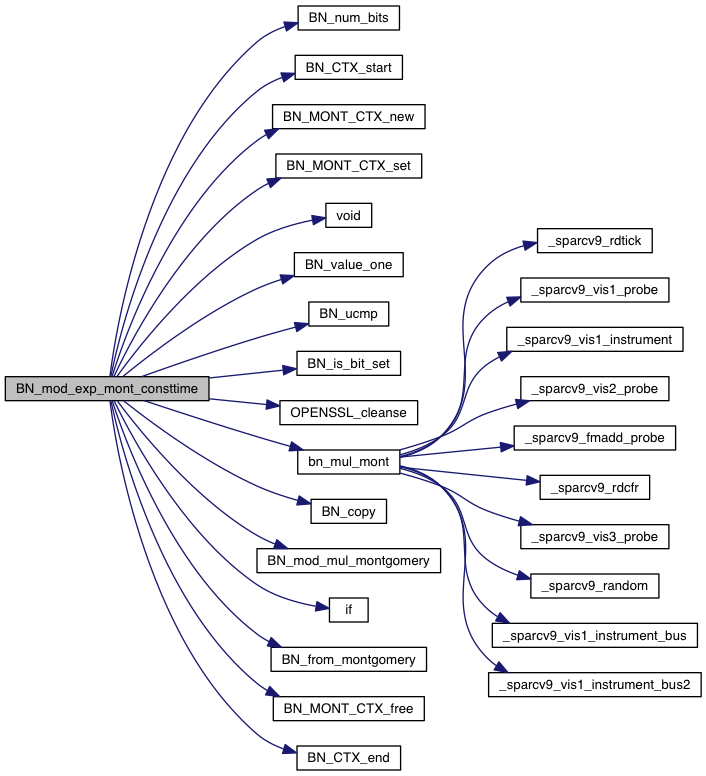 BN_mod_exp_mont_consttime
BN_num_bits
BN_CTX_start
BN_MONT_CTX_new
BN_MONT_CTX_set
void
BN_value_one
BN_ucmp
BN_is_bit_set
OPENSSL_cleanse
bn_mul_mont
BN_copy
BN_mod_mul_montgomery
if
BN_from_montgomery
BN_MONT_CTX_free
BN_CTX_end
_sparcv9_rdtick
_sparcv9_vis1_probe
_sparcv9_vis1_instrument
_sparcv9_vis2_probe
_sparcv9_fmadd_probe
_sparcv9_rdcfr
_sparcv9_vis3_probe
_sparcv9_random
_sparcv9_vis1_instrument_bus
_sparcv9_vis1_instrument_bus2